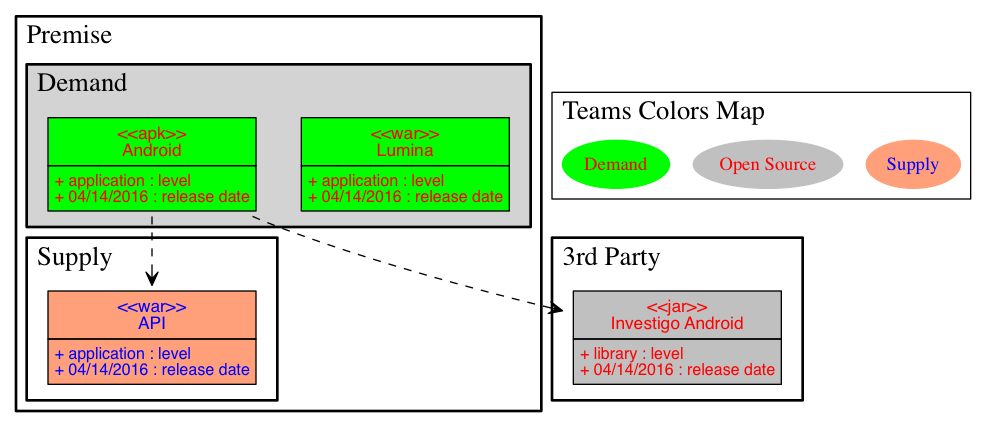 Premise
Demand
<<apk>>
Android
+ application : level
+ 04/14/2016 : release date
<<war>>
Lumina
+ application : level
+ 04/14/2016 : release date
Teams Colors Map
Demand
Open Source
Supply
Supply
<<war>>
API
+ application : level
+ 04/14/2016 : release date
3rd Party
<<jar>>
Investigo Android
+ library : level
+ 04/14/2016 : release date